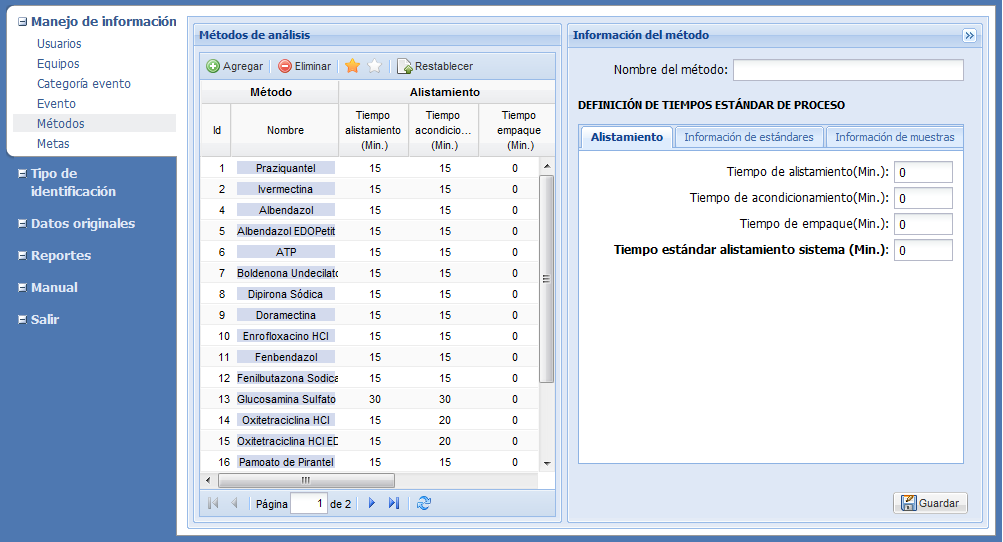 Manejo de información
Usuarios
Equipos
Categoría evento
Evento
Métodos
Metas
Tipo de
identificación
Datos originales
Reportes
Manual
Salir
Métodos de análisis
Agregar Eliminar Restablecer
Método Alistamiento
Id Nombre Tiempo alistamiento (Min.) Tiempo acondicio... (Min.) Tiempo empaque (Min.)
1 Praziquantel 15 15 0
2 Ivermectina 15 15 0
4 Albendazol 15 15 0
5 Albendazol EDOPetit 15 15 0
6 ATP 15 15 0
7 Boldenona Undecilato 15 15 0
8 Dipirona Sódica 15 15 0
9 Doramectina 15 15 0
10 Enrofloxacino HCl 15 15 0
11 Fenbendazol 15 15 0
12 Fenilbutazona Sodica 15 15 0
13 Glucosamina Sulfato 30 30 0
14 Oxitetraciclina HCl 15 20 0
15 Oxitetraciclina HCl ED 15 20 0
16 Pamoato de Pirantel 15 15 0
Página 1 de 2
Información del método
Nombre del método:
DEFINICIÓN DE TIEMPOS ESTÁNDAR DE PROCESO
Alistamiento Información de estándares Información de muestras
Tiempo de alistamiento(Min.): 0
Tiempo de acondicionamiento(Min.): 0
Tiempo de empaque(Min.): 0
Tiempo estándar alistamiento sistema (Min.): 0
Guardar